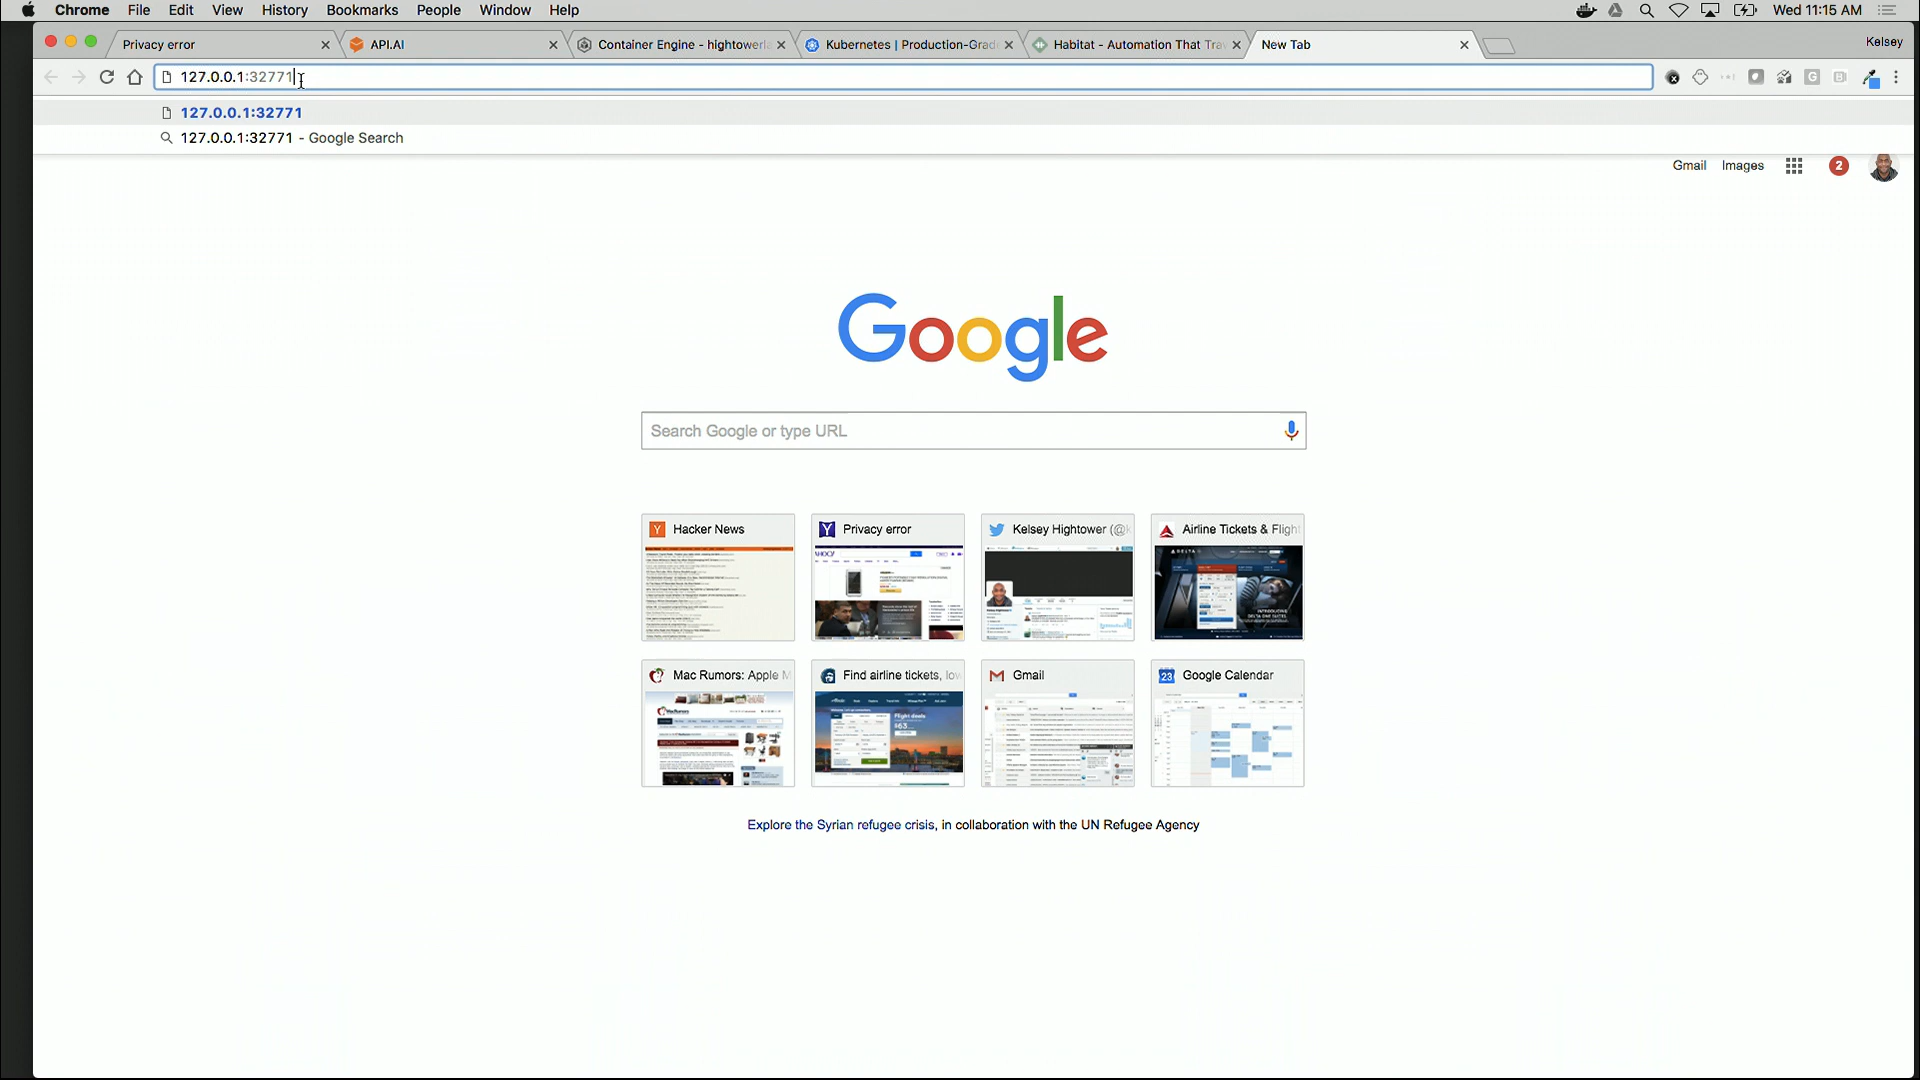 Chrome File Edit View History Bookmarks People Window Help Wed 11:15 AM
Privacy error API.AI Container Engine - hightowerla Kubernetes | Production-Grad Habitat - Automation That Tra New Tab Kelsey
127.0.0.1:32771
127.0.0.1:32771
127.0.0.1:32771 - Google Search
Gmail Images 2
Google
Search Google or type URL
Hacker News Privacy error Kelsey Hightower (@k Airline Tickets & Flight
Mac Rumors: Apple M Find airline tickets, low Gmail 23 Google Calendar
Explore the Syrian refugee crisis, in collaboration with the UN Refugee Agency